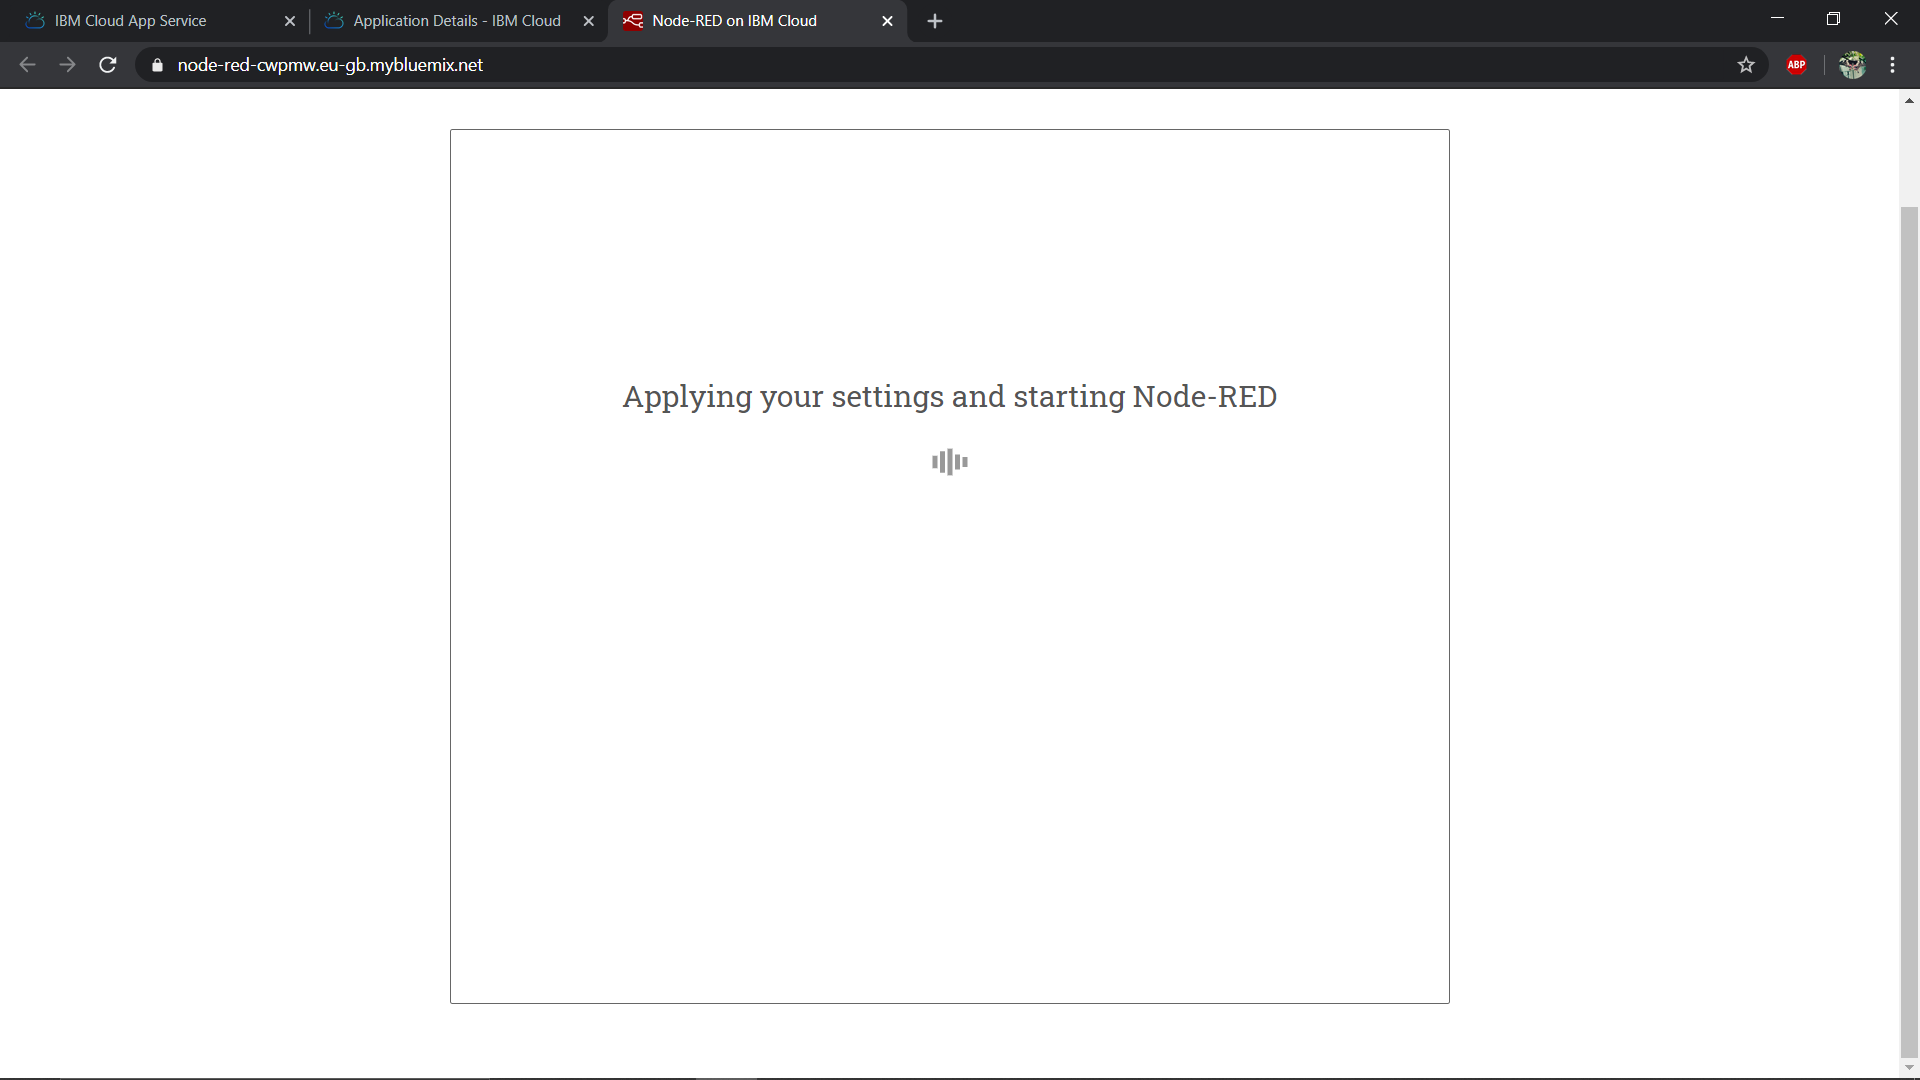 IBM Cloud App Service
Application Details - IBM Cloud
Node-RED on IBM Cloud
node-red-cwpmw.eu-gb.mybluemix.net
ABP
Applying your settings and starting Node-RED